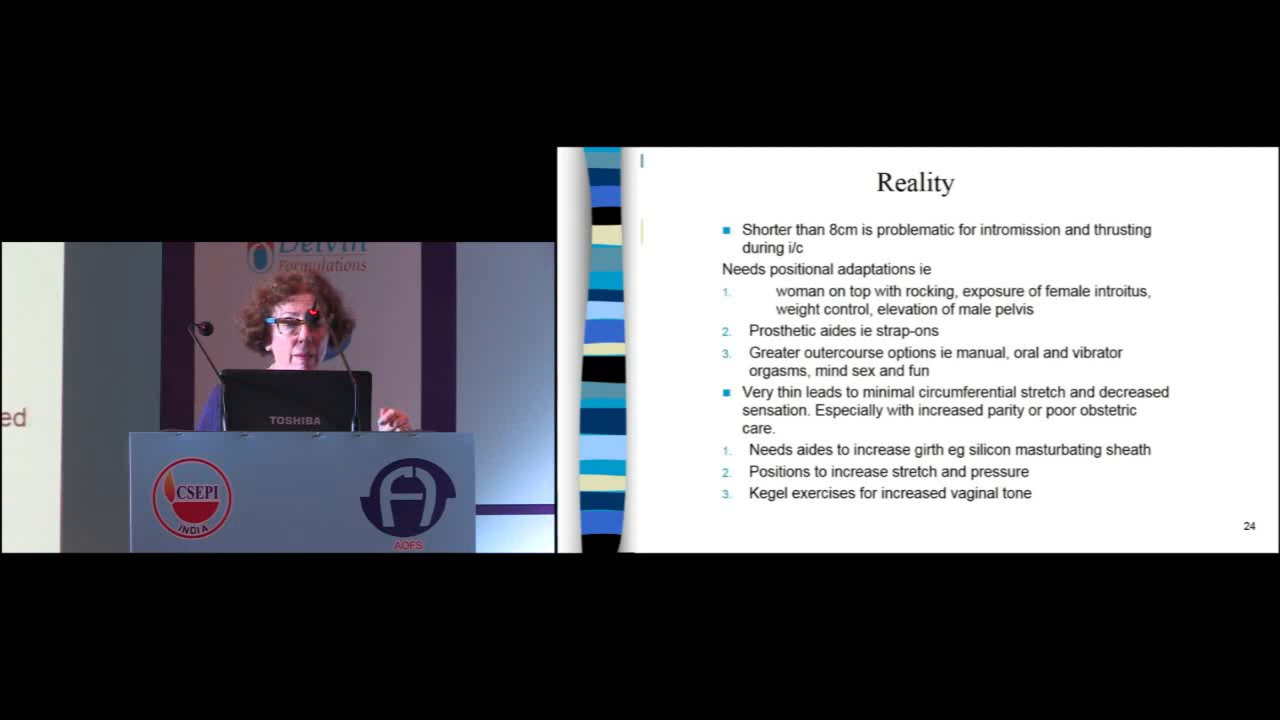 Delvin
Formulations
ed
TOSHIBA
CSEPI
INDIA
AOFS
Reality
Shorter than 8cm is problematic for intromission and thrusting
during i/c
Needs positional adaptations ie
1. woman on top with rocking, exposure of female introitus,
weight control, elevation of male pelvis
2. Prosthetic aides ie strap-ons
3. Greater outercourse options ie manual, oral and vibrator
orgasms, mind sex and fun
Very thin leads to minimal circumferential stretch and decreased
sensation. Especially with increased parity or poor obstetric
care.
1. Needs aides to increase girth eg silicon masturbating sheath
2. Positions to increase stretch and pressure
3. Kegel exercises for increased vaginal tone
24